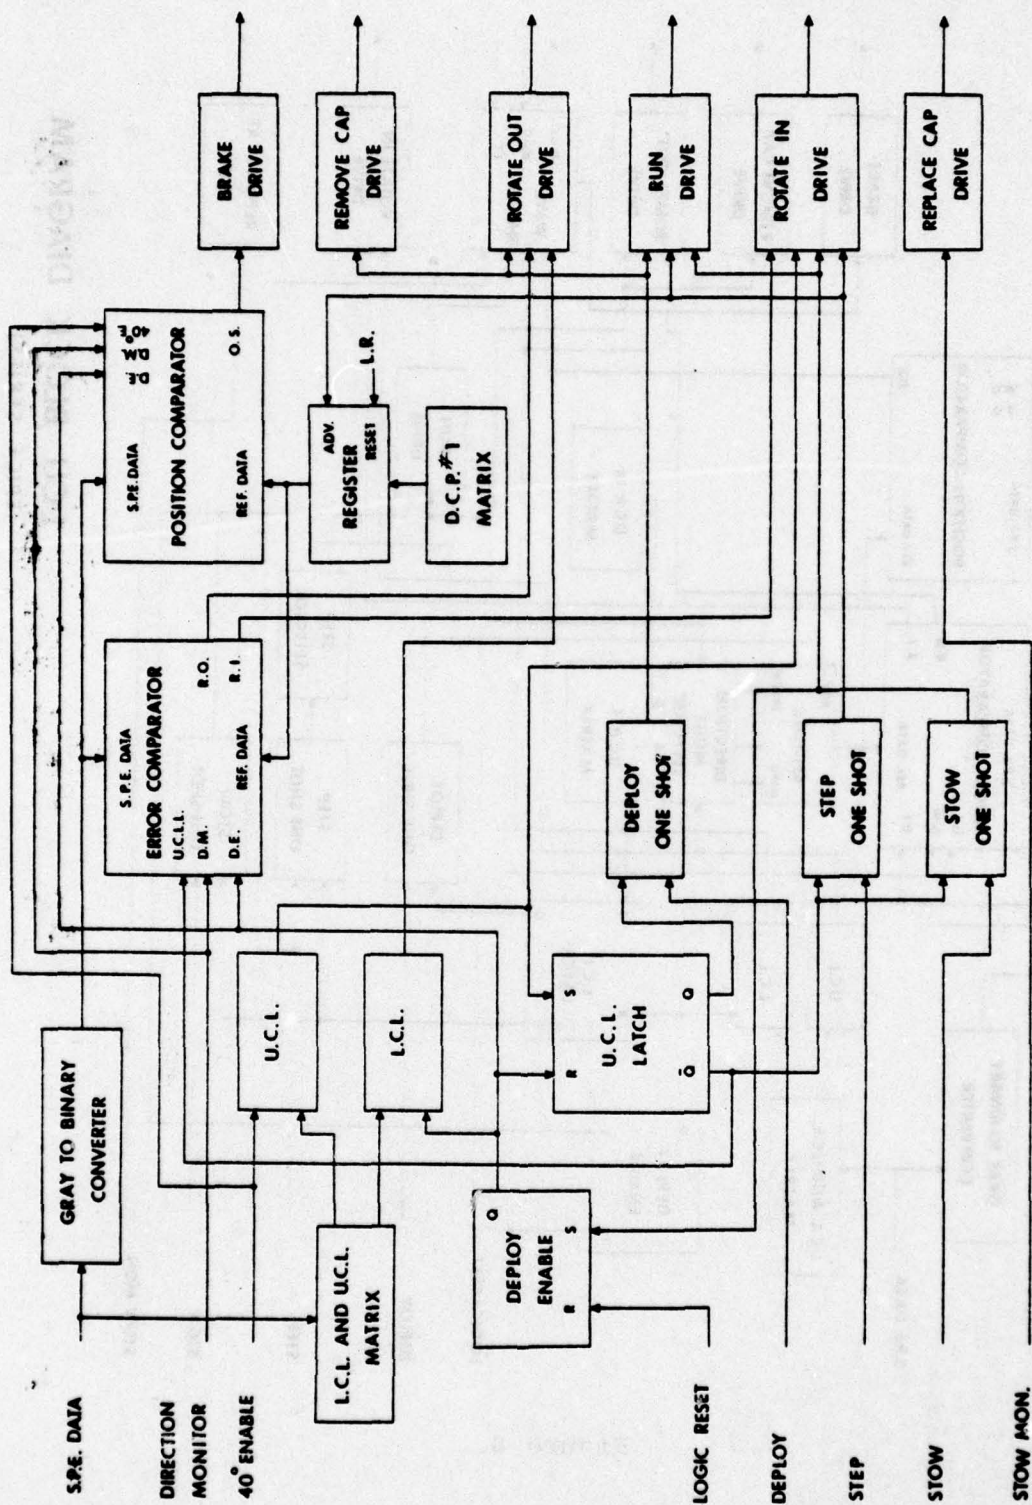 S.P.E. DATA
DIRECTION
MONITOR
40° ENABLE
LOGIC RESET
DEPLOY
STEP
STOW
STOW MON.
GRAY TO BINARY
CONVERTER
L.C.L. AND U.C.L.
MATRIX
DEPLOY
ENABLE
Q
R
S
U.C.L.
L.C.L.
U.C.L.
LATCH
R
S
Q̅
Q
ERROR COMPARATOR
S.P.E. DATA
U.C.L.L.
D.M.
D.E.
R.O.
R.I.
REF. DATA
DEPLOY
ONE SHOT
STEP
ONE SHOT
STOW
ONE SHOT
POSITION COMPARATOR
S.P.E. DATA
D.E.
D.M.
40°
REF. DATA
O.S.
REGISTER
ADV.
RESET
L.R.
D.C.P. #1
MATRIX
BRAKE
DRIVE
REMOVE CAP
DRIVE
ROTATE OUT
DRIVE
RUN
DRIVE
ROTATE IN
DRIVE
REPLACE CAP
DRIVE